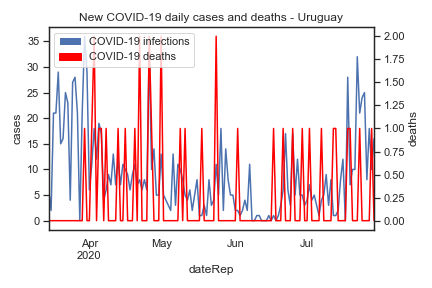 New COVID-19 daily cases and deaths - Uruguay
COVID-19 infections
COVID-19 deaths
35
30
25
20
15
10
5
0
cases
2.00
1.75
1.50
1.25
1.00
0.75
0.50
0.25
0.00
deaths
Apr
2020
May
Jun
Jul
dateRep